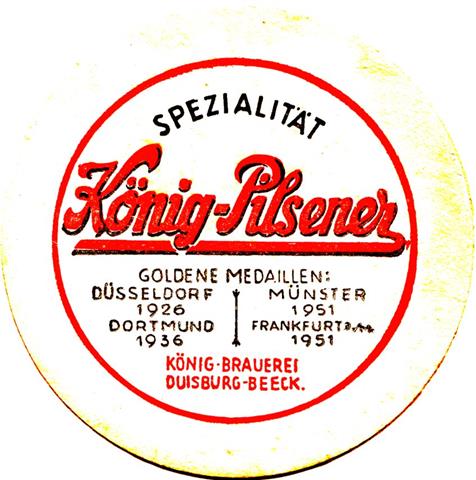 SPEZIALITÄT
König-Pilsener
GOLDENE MEDAILLEN:
DÜSSELDORF MÜNSTER
1926 1951
DORTMUND FRANKFURT a/M
1936 1951
KÖNIG-BRAUEREI
DUISBURG-BEECK.